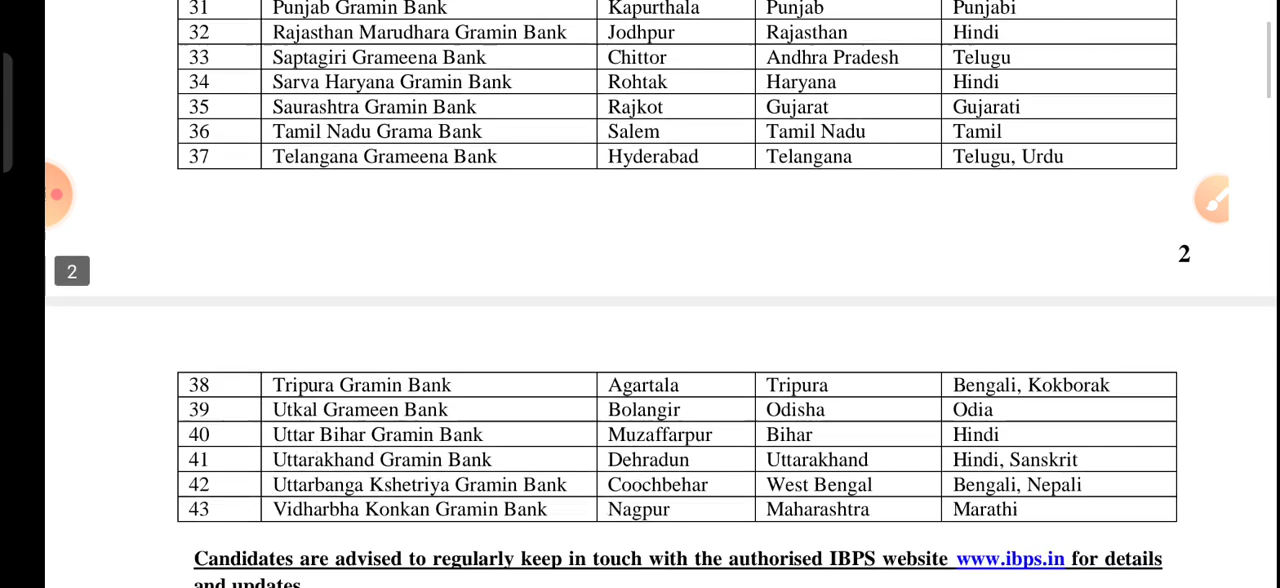 31 Punjab Gramin Bank Kapurthala Punjab Punjabi
32 Rajasthan Marudhara Gramin Bank Jodhpur Rajasthan Hindi
33 Saptagiri Grameena Bank Chittor Andhra Pradesh Telugu
34 Sarva Haryana Gramin Bank Rohtak Haryana Hindi
35 Saurashtra Gramin Bank Rajkot Gujarat Gujarati
36 Tamil Nadu Grama Bank Salem Tamil Nadu Tamil
37 Telangana Grameena Bank Hyderabad Telangana Telugu, Urdu
2
2
38 Tripura Gramin Bank Agartala Tripura Bengali, Kokborak
39 Utkal Grameen Bank Bolangir Odisha Odia
40 Uttar Bihar Gramin Bank Muzaffarpur Bihar Hindi
41 Uttarakhand Gramin Bank Dehradun Uttarakhand Hindi, Sanskrit
42 Uttarbanga Kshetriya Gramin Bank Coochbehar West Bengal Bengali, Nepali
43 Vidharbha Konkan Gramin Bank Nagpur Maharashtra Marathi
Candidates are advised to regularly keep in touch with the authorised IBPS website www.ibps.in for details
and updates